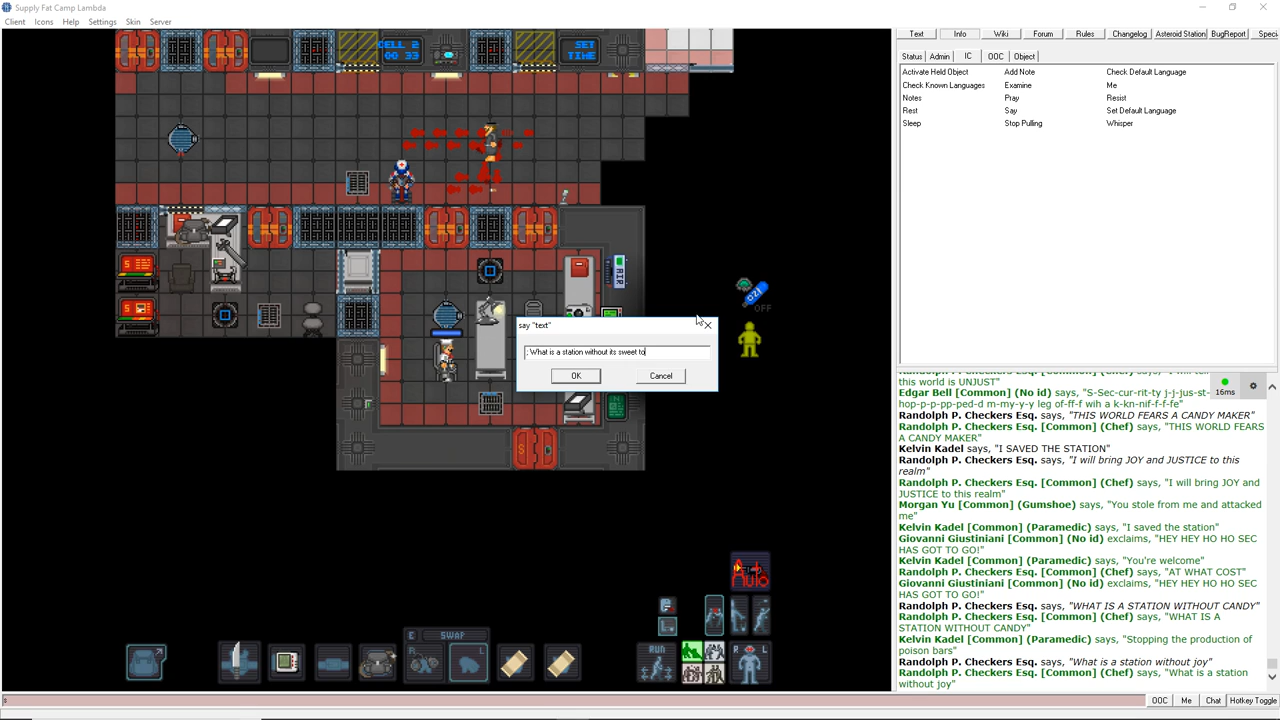 Supply Fat Camp Lambda
Client Icons Help Settings Skin Server
CELL 2
00 33
SET
TIME
AIR
OFF
say "text"
; What is a station without its sweet to
OK Cancel
Auto
E SWAP
RUN
R L
L
Text Info Wiki Forum Rules Changelog Asteroid Station BugReport Specs
Status Admin IC OOC Object
Activate Held Object Add Note Check Default Language
Check Known Languages Examine Me
Notes Pray Resist
Rest Say Set Default Language
Sleep Stop Pulling Whisper
this world is UNJUST"
16ms
Edgar Bell [Common] (No id) says, "S-Sec-cur-rit-ty j-j-jus-st-
hop-p-p-pp-ped-d m-my-y-y leg of-ff-f wih a k-kn-nif-f-f-fe"
Randolph P. Checkers Esq. says, "THIS WORLD FEARS A CANDY MAKER"
Randolph P. Checkers Esq. [Common] (Chef) says, "THIS WORLD FEARS
A CANDY MAKER"
Kelvin Kadel says, "I SAVED THE STATION"
Randolph P. Checkers Esq. says, "I will bring JOY and JUSTICE to this
realm"
Randolph P. Checkers Esq. [Common] (Chef) says, "I will bring JOY and
JUSTICE to this realm"
Morgan Yu [Common] (Gumshoe) says, "You stole from me and attacked
me"
Kelvin Kadel [Common] (Paramedic) says, "I saved the station"
Giovanni Giustiniani [Common] (No id) exclaims, "HEY HEY HO HO SEC
HAS GOT TO GO!"
Kelvin Kadel [Common] (Paramedic) says, "You're welcome"
Randolph P. Checkers Esq. [Common] (Chef) says, "AT WHAT COST"
Giovanni Giustiniani [Common] (No id) exclaims, "HEY HEY HO HO SEC
HAS GOT TO GO!"
Randolph P. Checkers Esq. says, "WHAT IS A STATION WITHOUT CANDY"
Randolph P. Checkers Esq. [Common] (Chef) says, "WHAT IS A
STATION WITHOUT CANDY"
Kelvin Kadel [Common] (Paramedic) says, "Stopping the production of
poison bars"
Randolph P. Checkers Esq. says, "What is a station without joy"
Randolph P. Checkers Esq. [Common] (Chef) says, "What is a station
without joy"
OOC Me Chat Hotkey Toggle